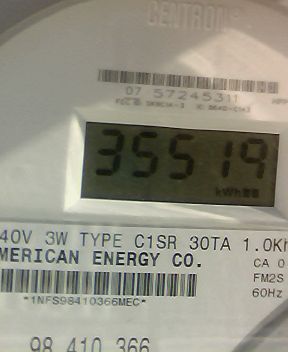 CENTRON®
07 57245311
35519
kWh
40V 3W TYPE C1SR 30TA 1.0Kh
MERICAN ENERGY CO.
CA 0
FM2S
60Hz
*1NFS98410366MEC*
98 410 366